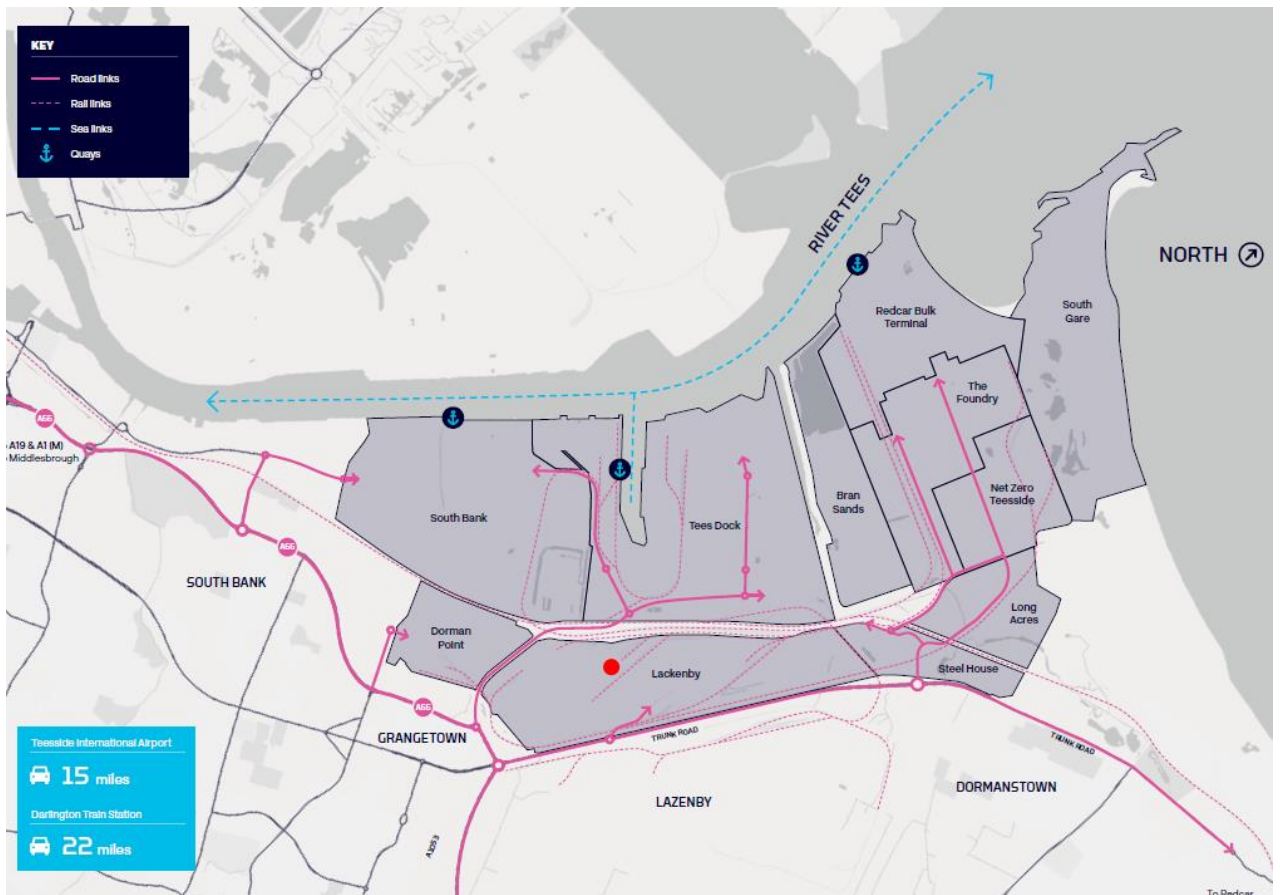 KEY
Road links
Rail links
Sea links
Quays
RIVER TEES
NORTH
South
Gare
Redcar Bulk
Terminal
The
Foundry
Net Zero
Teesside
Bran
Sands
Tees Dock
South Bank
A66
A19 & A1 (M)
Middlesbrough
A66
SOUTH BANK
Dorman
Point
Long
Acres
Steel House
Lackenby
A66
GRANGETOWN
TRUNK ROAD
TRUNK ROAD
DORMANSTOWN
LAZENBY
A1053
To Redcar
Teesside International Airport
15 miles
Darlington Train Station
22 miles